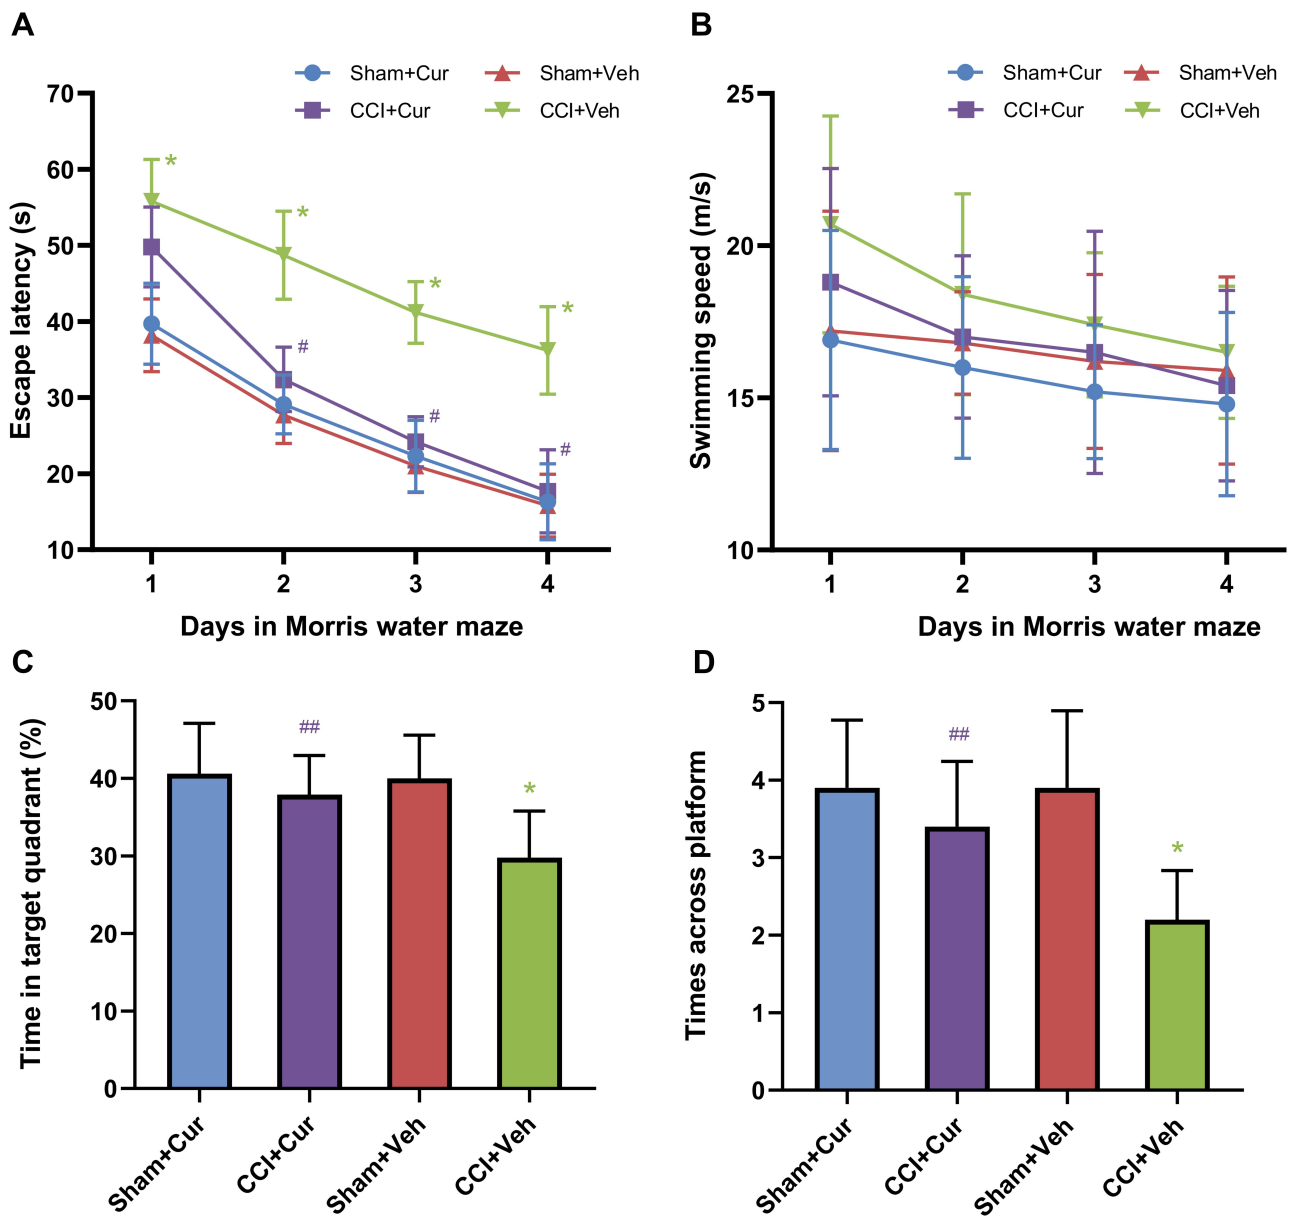 A
Sham+Cur
Sham+Veh
CCI+Cur
CCI+Veh
70
60
50
40
30
20
10
Escape latency (s)
*
*
*
*
#
#
#
1 2 3 4
Days in Morris water maze
B
Sham+Cur
Sham+Veh
CCI+Cur
CCI+Veh
25
20
15
10
Swimming speed (m/s)
1 2 3 4
Days in Morris water maze
C
50
40
30
20
10
0
Time in target quadrant (%)
##
*
Sham+Cur
CCI+Cur
Sham+Veh
CCI+Veh
D
5
4
3
2
1
0
Times across platform
##
*
Sham+Cur
CCI+Cur
Sham+Veh
CCI+Veh